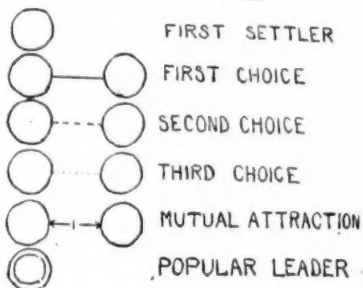 FIRST SETTLER
FIRST CHOICE
SECOND CHOICE
THIRD CHOICE
MUTUAL ATTRACTION
POPULAR LEADER